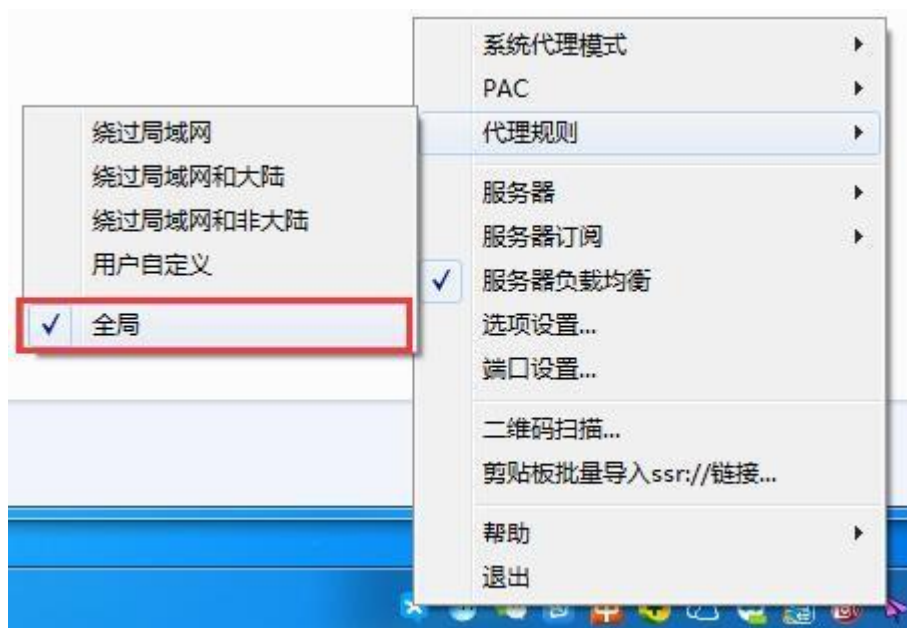 系统代理模式
PAC
代理规则
服务器
服务器订阅
服务器负载均衡
选项设置...
端口设置...
二维码扫描...
剪贴板批量导入ssr://链接...
帮助
退出
绕过局域网
绕过局域网和大陆
绕过局域网和非大陆
用户自定义
全局
中